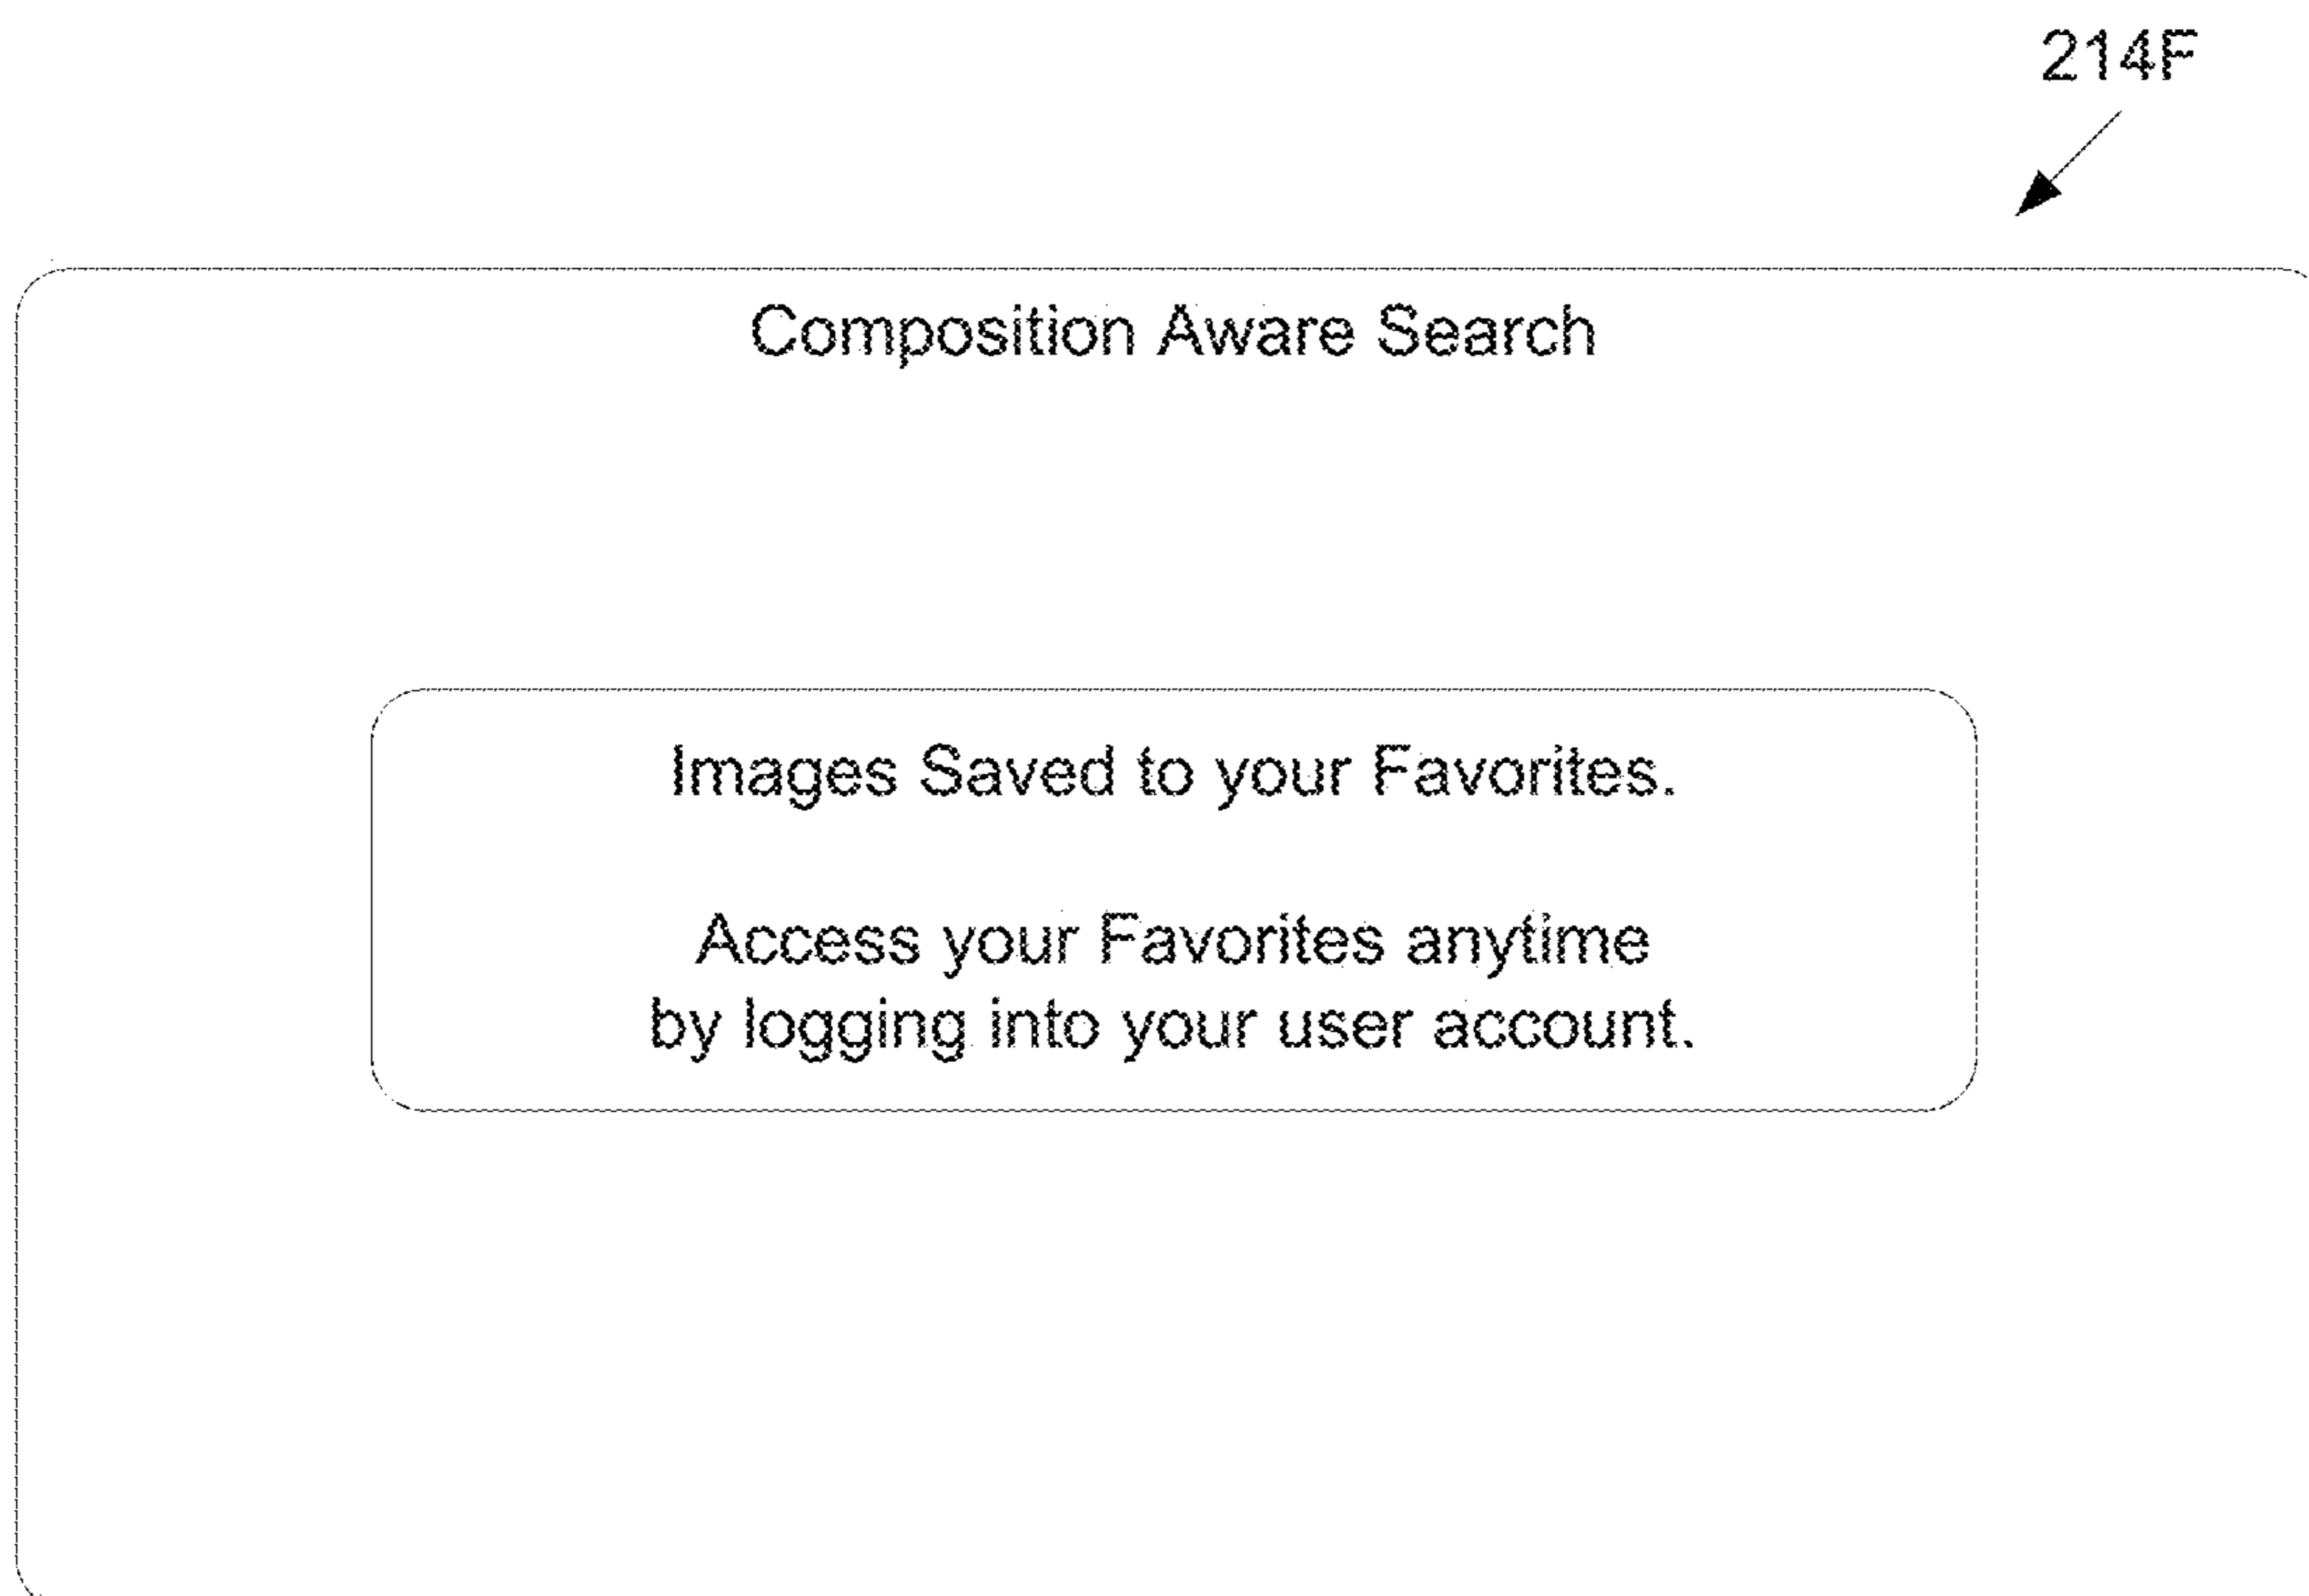 214F
Composition Aware Search
Images Saved to your Favorites.
Access your Favorites anytime
by logging into your user account.